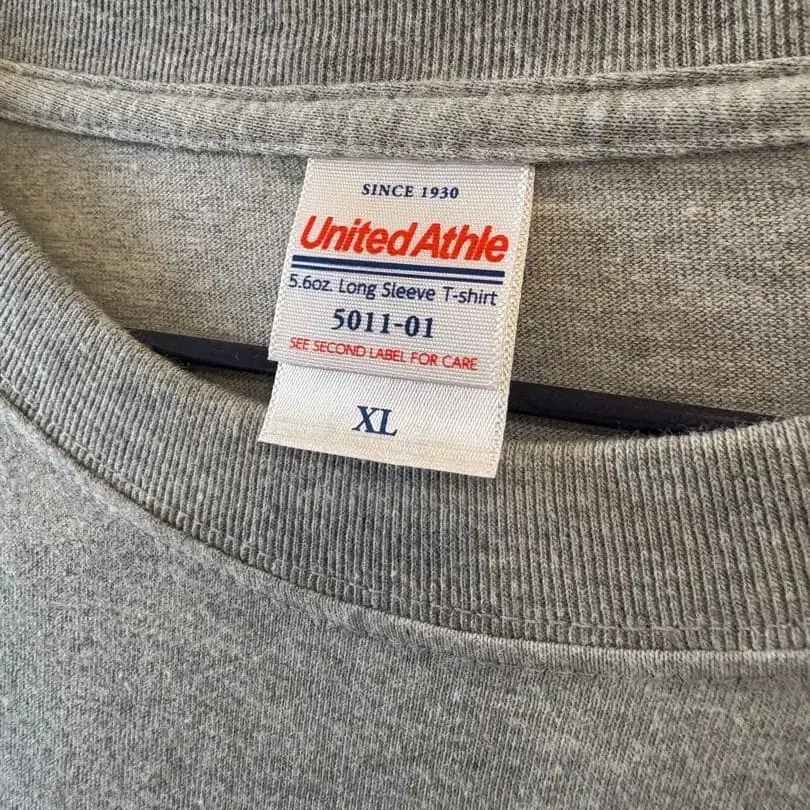 SINCE 1930
United Athle
5.6oz. Long Sleeve T-shirt
5011-01
SEE SECOND LABEL FOR CARE
XL